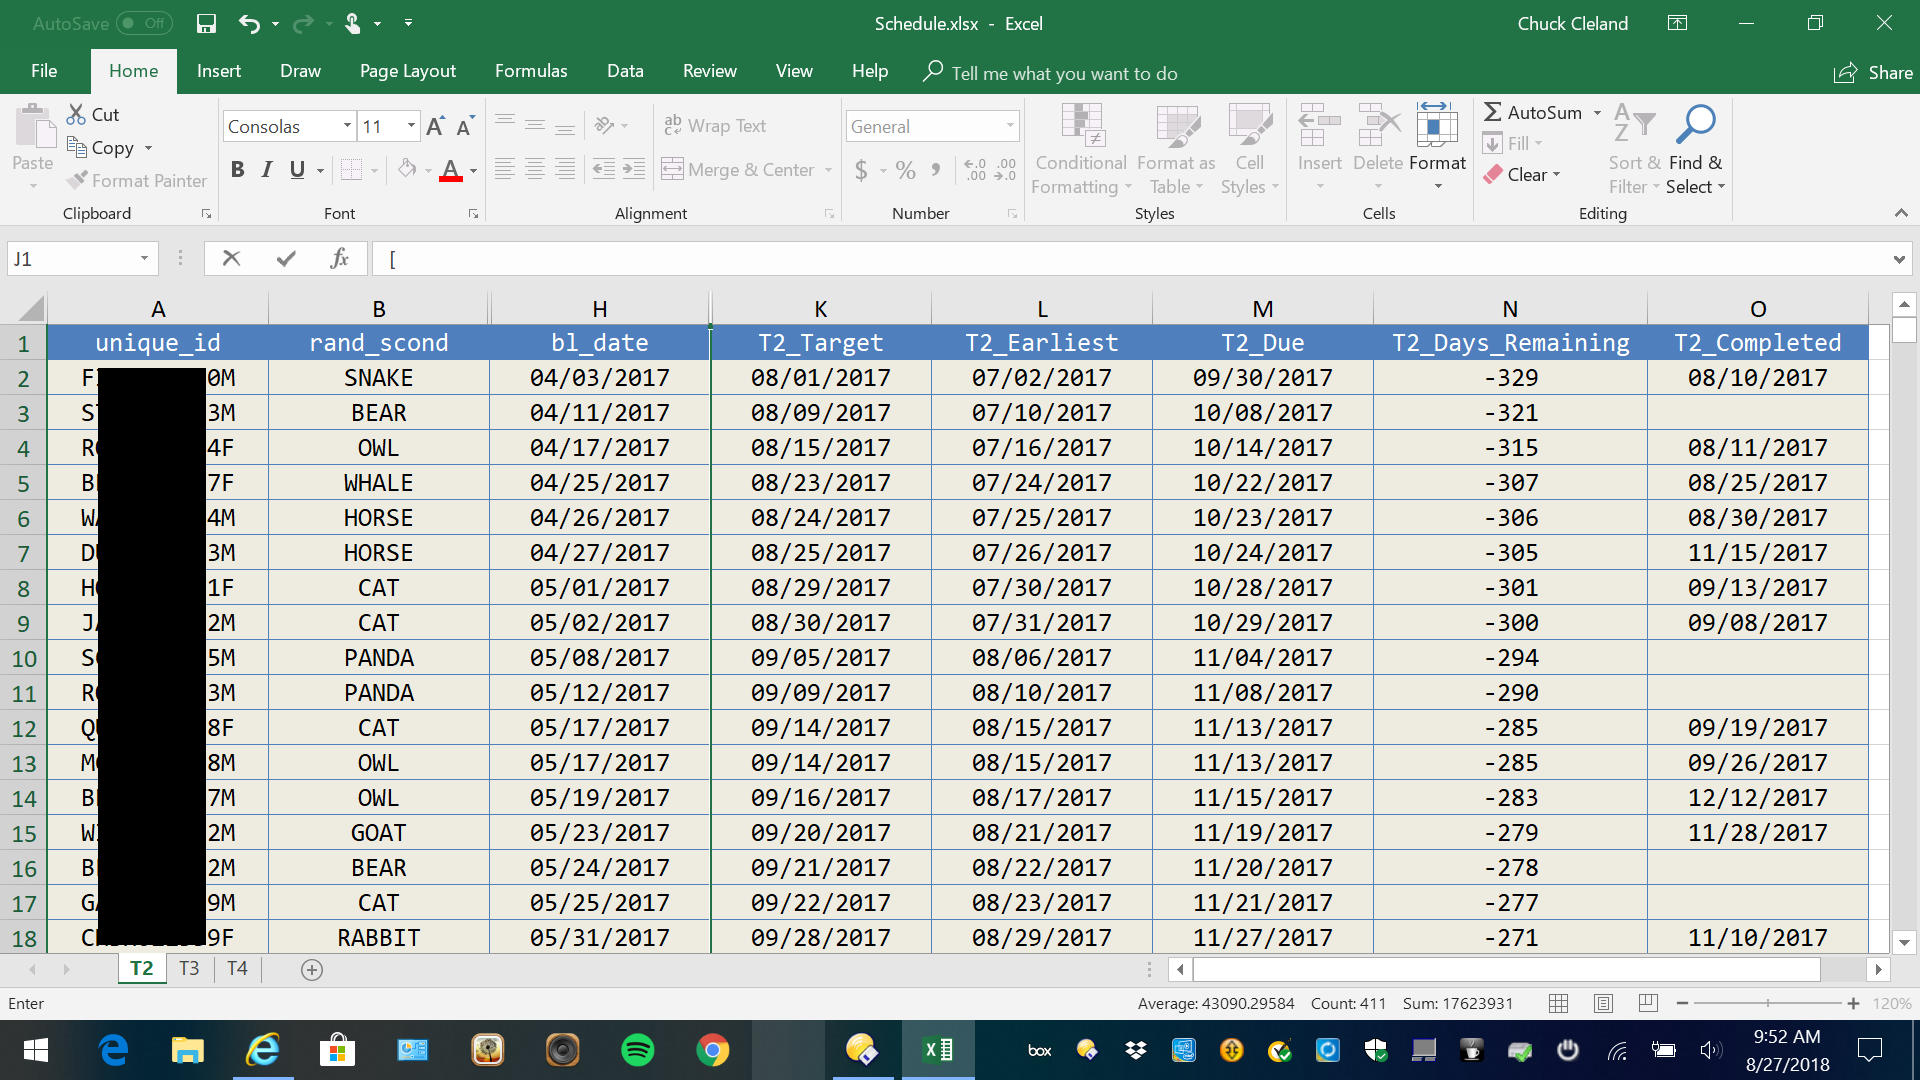 AutoSave Off
Schedule.xlsx - Excel
Chuck Cleland
File Home Insert Draw Page Layout Formulas Data Review View Help Tell me what you want to do Share
Paste
Cut
Copy
Format Painter
Clipboard
Consolas 11
B I U
Font
Wrap Text
Merge & Center
Alignment
General
$ % ,
Number
Conditional Formatting
Format as Table
Cell Styles
Styles
Insert Delete Format
Cells
AutoSum
Fill
Clear
Sort & Filter
Find & Select
Editing
J1 fx [
A B H K L M N O
1 unique_id rand_scond bl_date T2_Target T2_Earliest T2_Due T2_Days_Remaining T2_Completed
2 0M SNAKE 04/03/2017 08/01/2017 07/02/2017 09/30/2017 -329 08/10/2017
3 3M BEAR 04/11/2017 08/09/2017 07/10/2017 10/08/2017 -321
4 4F OWL 04/17/2017 08/15/2017 07/16/2017 10/14/2017 -315 08/11/2017
5 7F WHALE 04/25/2017 08/23/2017 07/24/2017 10/22/2017 -307 08/25/2017
6 4M HORSE 04/26/2017 08/24/2017 07/25/2017 10/23/2017 -306 08/30/2017
7 3M HORSE 04/27/2017 08/25/2017 07/26/2017 10/24/2017 -305 11/15/2017
8 1F CAT 05/01/2017 08/29/2017 07/30/2017 10/28/2017 -301 09/13/2017
9 2M CAT 05/02/2017 08/30/2017 07/31/2017 10/29/2017 -300 09/08/2017
10 5M PANDA 05/08/2017 09/05/2017 08/06/2017 11/04/2017 -294
11 3M PANDA 05/12/2017 09/09/2017 08/10/2017 11/08/2017 -290
12 8F CAT 05/17/2017 09/14/2017 08/15/2017 11/13/2017 -285 09/19/2017
13 8M OWL 05/17/2017 09/14/2017 08/15/2017 11/13/2017 -285 09/26/2017
14 7M OWL 05/19/2017 09/16/2017 08/17/2017 11/15/2017 -283 12/12/2017
15 2M GOAT 05/23/2017 09/20/2017 08/21/2017 11/19/2017 -279 11/28/2017
16 2M BEAR 05/24/2017 09/21/2017 08/22/2017 11/20/2017 -278
17 9M CAT 05/25/2017 09/22/2017 08/23/2017 11/21/2017 -277
18 9F RABBIT 05/31/2017 09/28/2017 08/29/2017 11/27/2017 -271 11/10/2017
T2 T3 T4
Enter
Average: 43090.29584 Count: 411 Sum: 17623931
120%
box
9:52 AM
8/27/2018